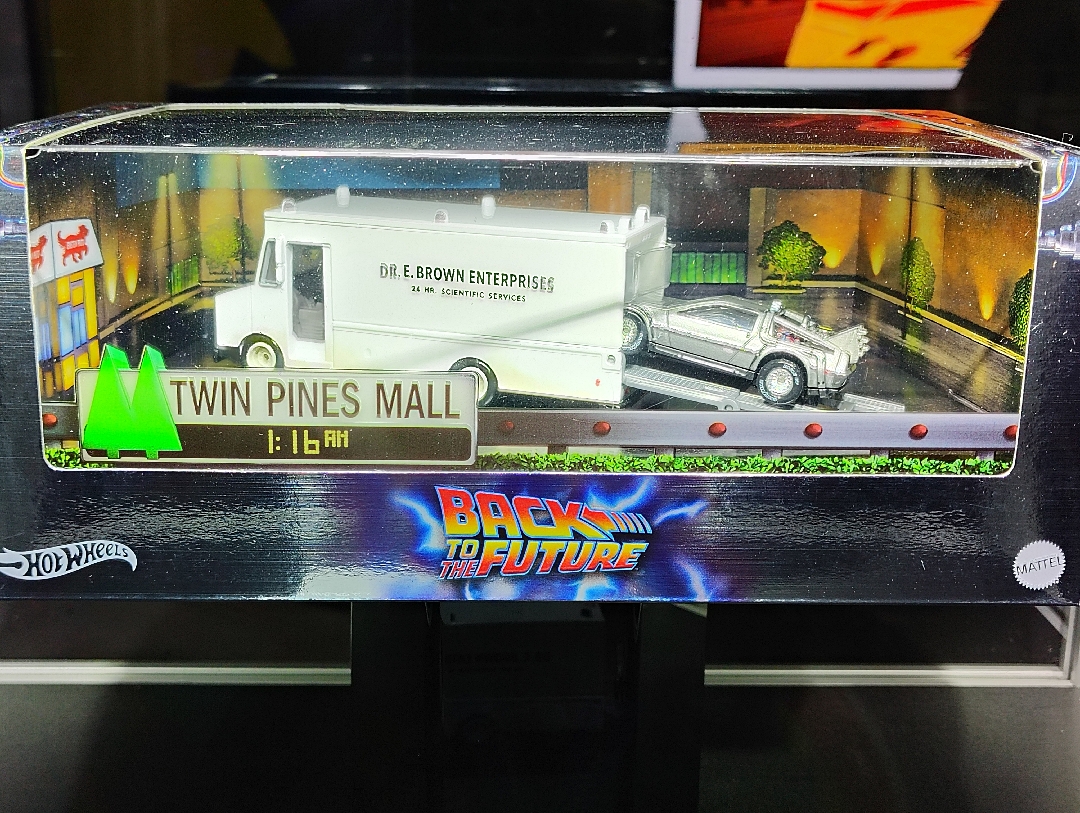 DR. E. BROWN ENTERPRISES
24 HR. SCIENTIFIC SERVICES
TWIN PINES MALL
1:16 AM
BACK
TO THE FUTURE
HOT WHEELS
MATTEL